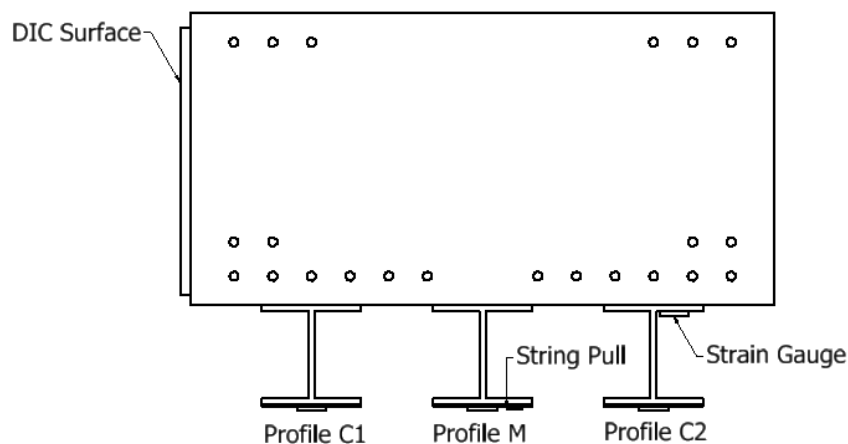 DIC Surface
String Pull
Strain Gauge
Profile C1
Profile M
Profile C2